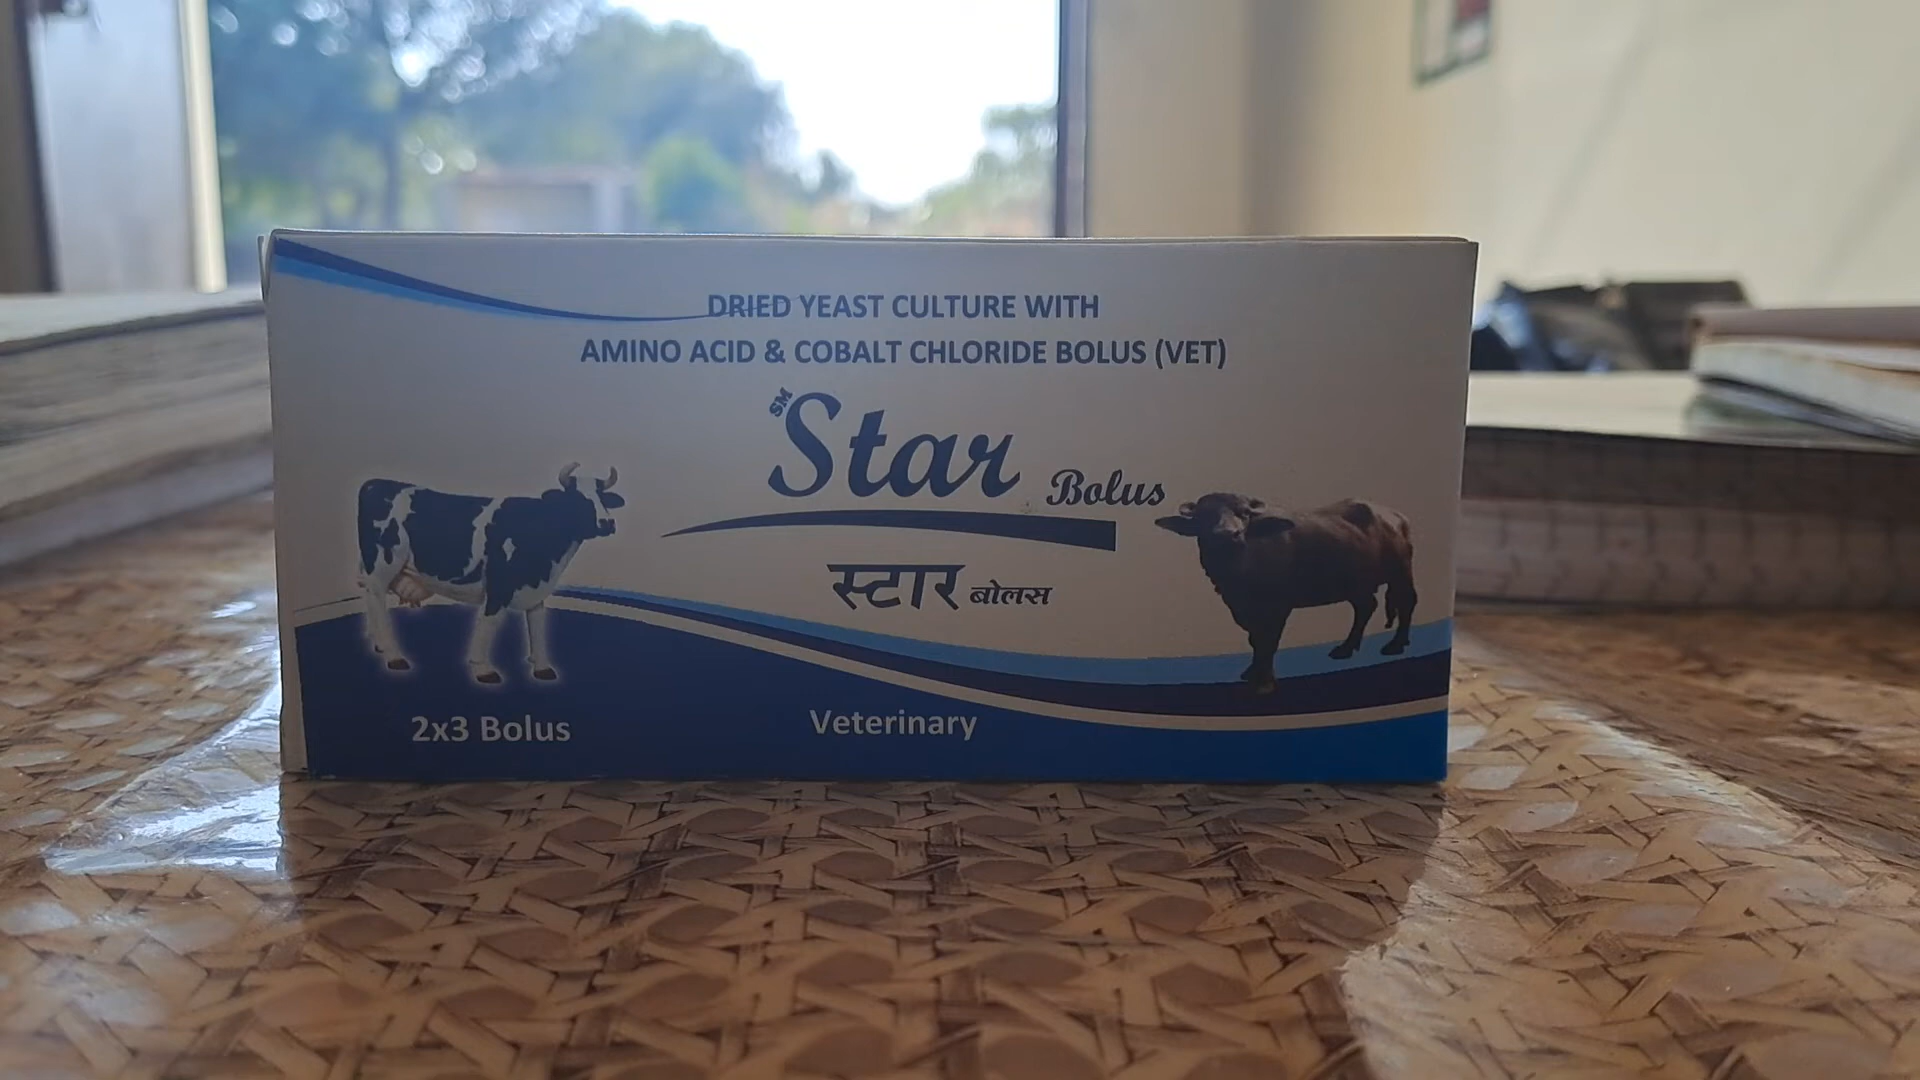 DRIED YEAST CULTURE WITH
AMINO ACID & COBALT CHLORIDE BOLUS (VET)
SM Star Bolus
स्टार बोलस
2x3 Bolus
Veterinary